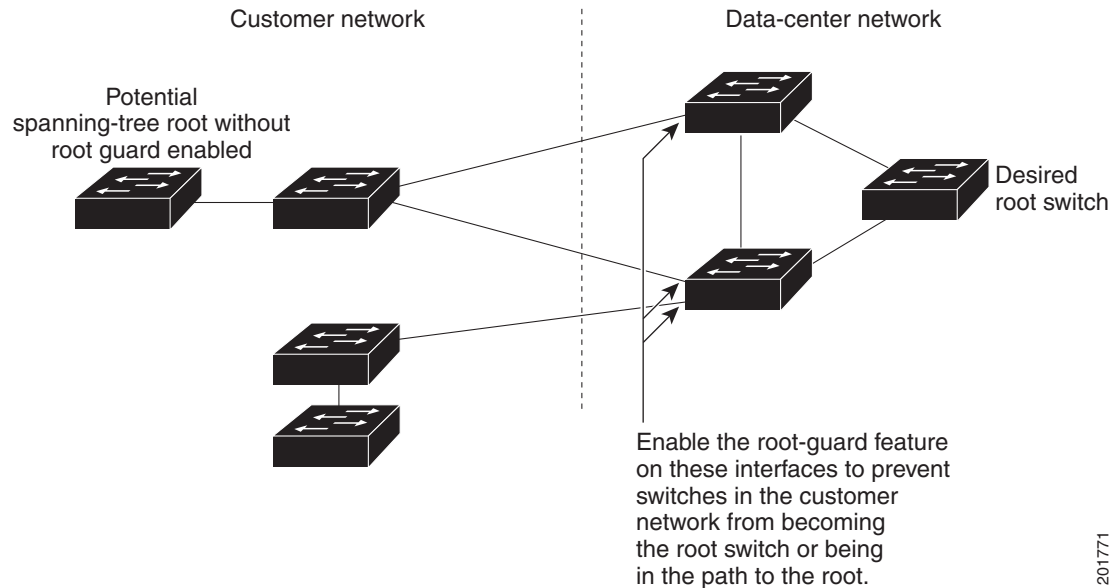 Customer network
Data-center network
Potential
spanning-tree root without
root guard enabled
Desired
root switch
Enable the root-guard feature
on these interfaces to prevent
switches in the customer
network from becoming
the root switch or being
in the path to the root.
201771